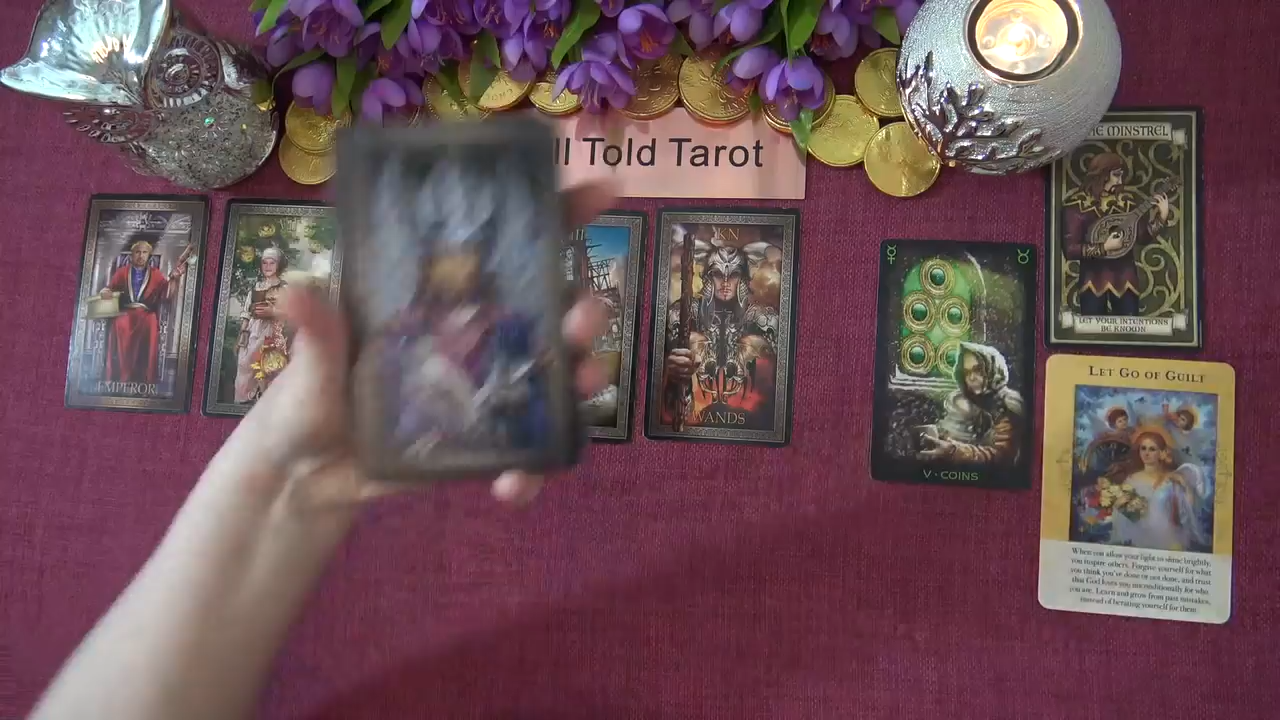 ll Told Tarot
THE MINSTREL
LET YOUR INTENTIONS
BE KNOWN
EMPEROR
VIII
KN
WANDS
V·COINS
LET GO OF GUILT
When you allow your light to shine brightly,
you inspire others. Forgive yourself for what
you think you've done or not done, and trust
that God loves you unconditionally for who
you are. Learn and grow from past mistakes,
instead of berating yourself for them